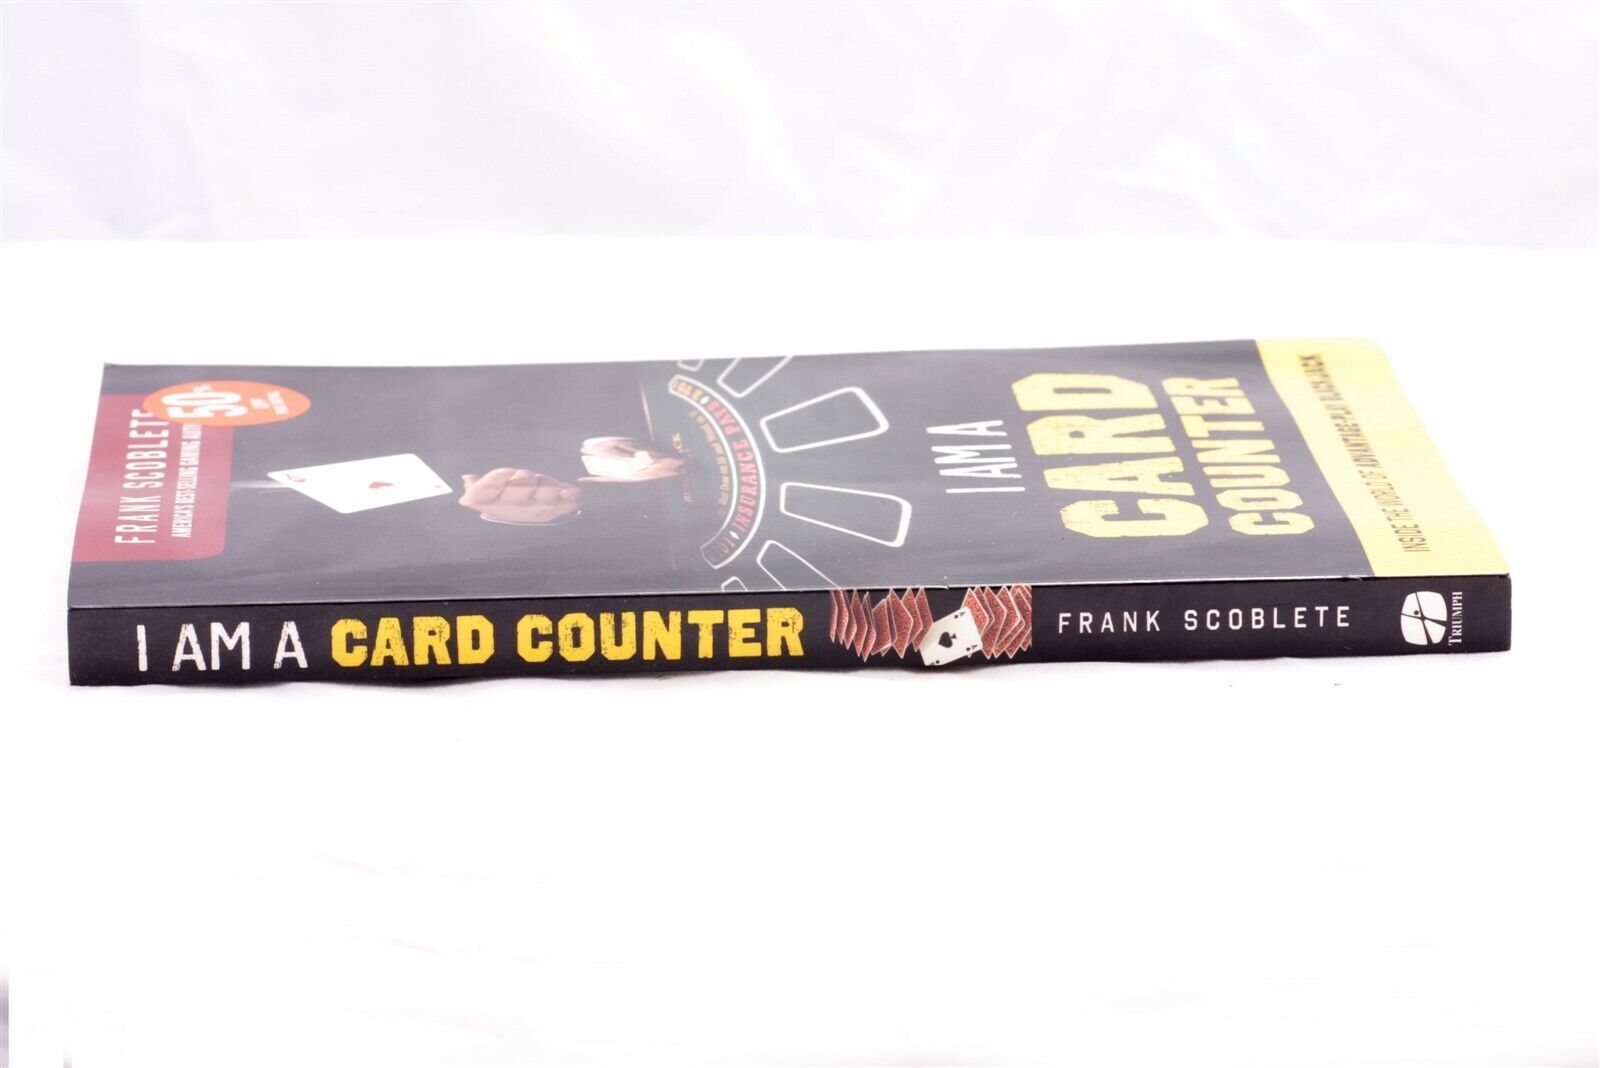 FRANK SCOBLETE
AMERICA'S BEST-SELLING GAMING
50%
INSURANCE PAYS
I AM A
CARD
COUNTER
INSIDE THE WORLD OF ADVANTAGE-PLAY BLACKJACK
I AM A CARD COUNTER
FRANK SCOBLETE
TRIUMPH